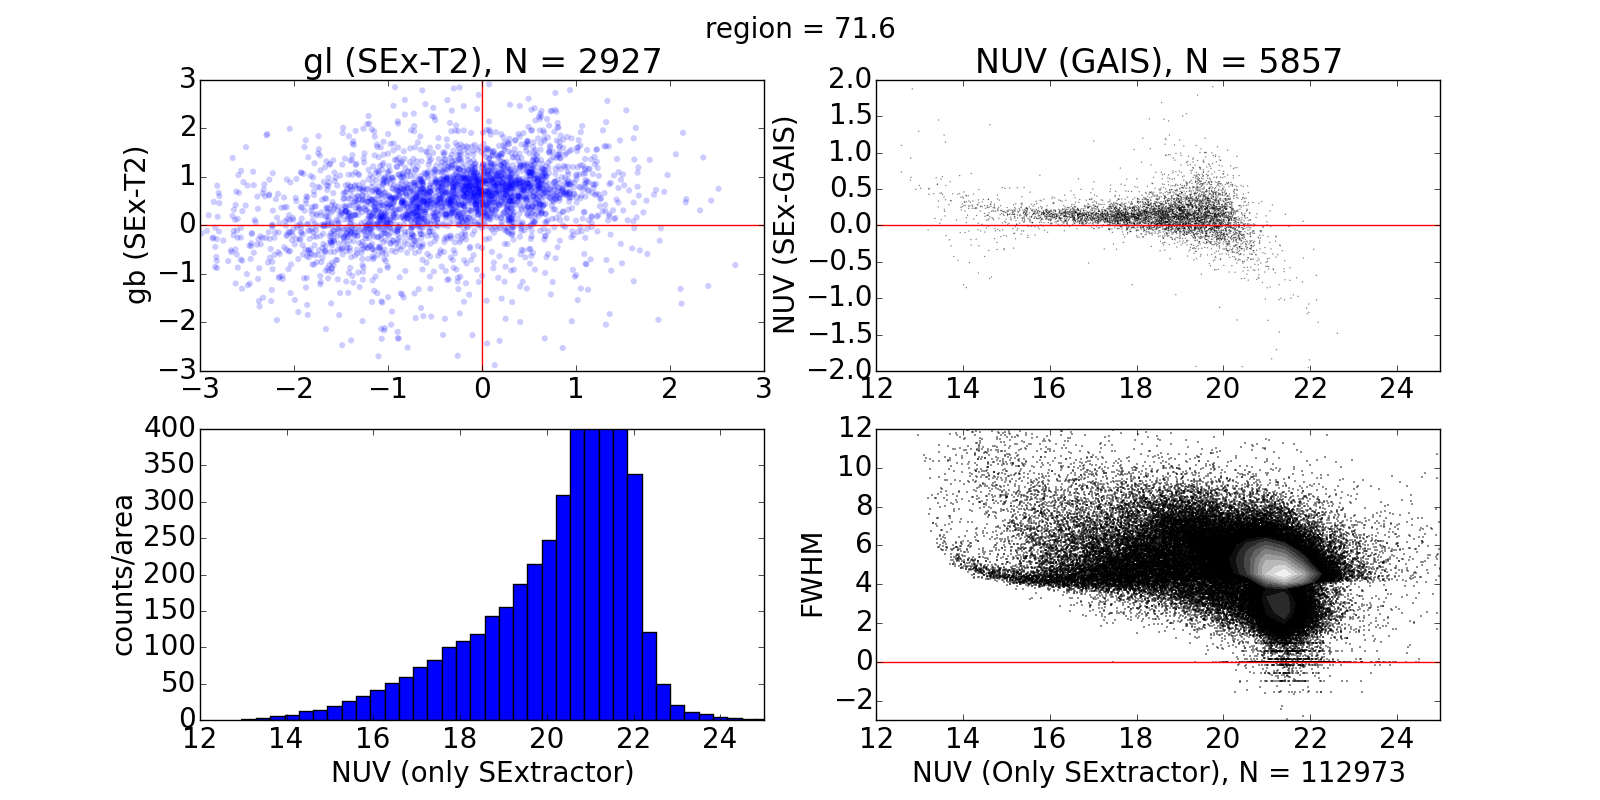 region = 71.6
gl (SEx-T2), N = 2927
NUV (GAIS), N = 5857
3
2
1
0
−1
−2
−3
gb (SEx-T2)
−3 −2 −1 0 1 2 3
2.0
1.5
1.0
0.5
0.0
−0.5
−1.0
−1.5
−2.0
NUV (SEx-GAIS)
12 14 16 18 20 22 24
400
350
300
250
200
150
100
50
0
counts/area
12 14 16 18 20 22 24
NUV (only SExtractor)
12
10
8
6
4
2
0
−2
FWHM
12 14 16 18 20 22 24
NUV (Only SExtractor), N = 112973